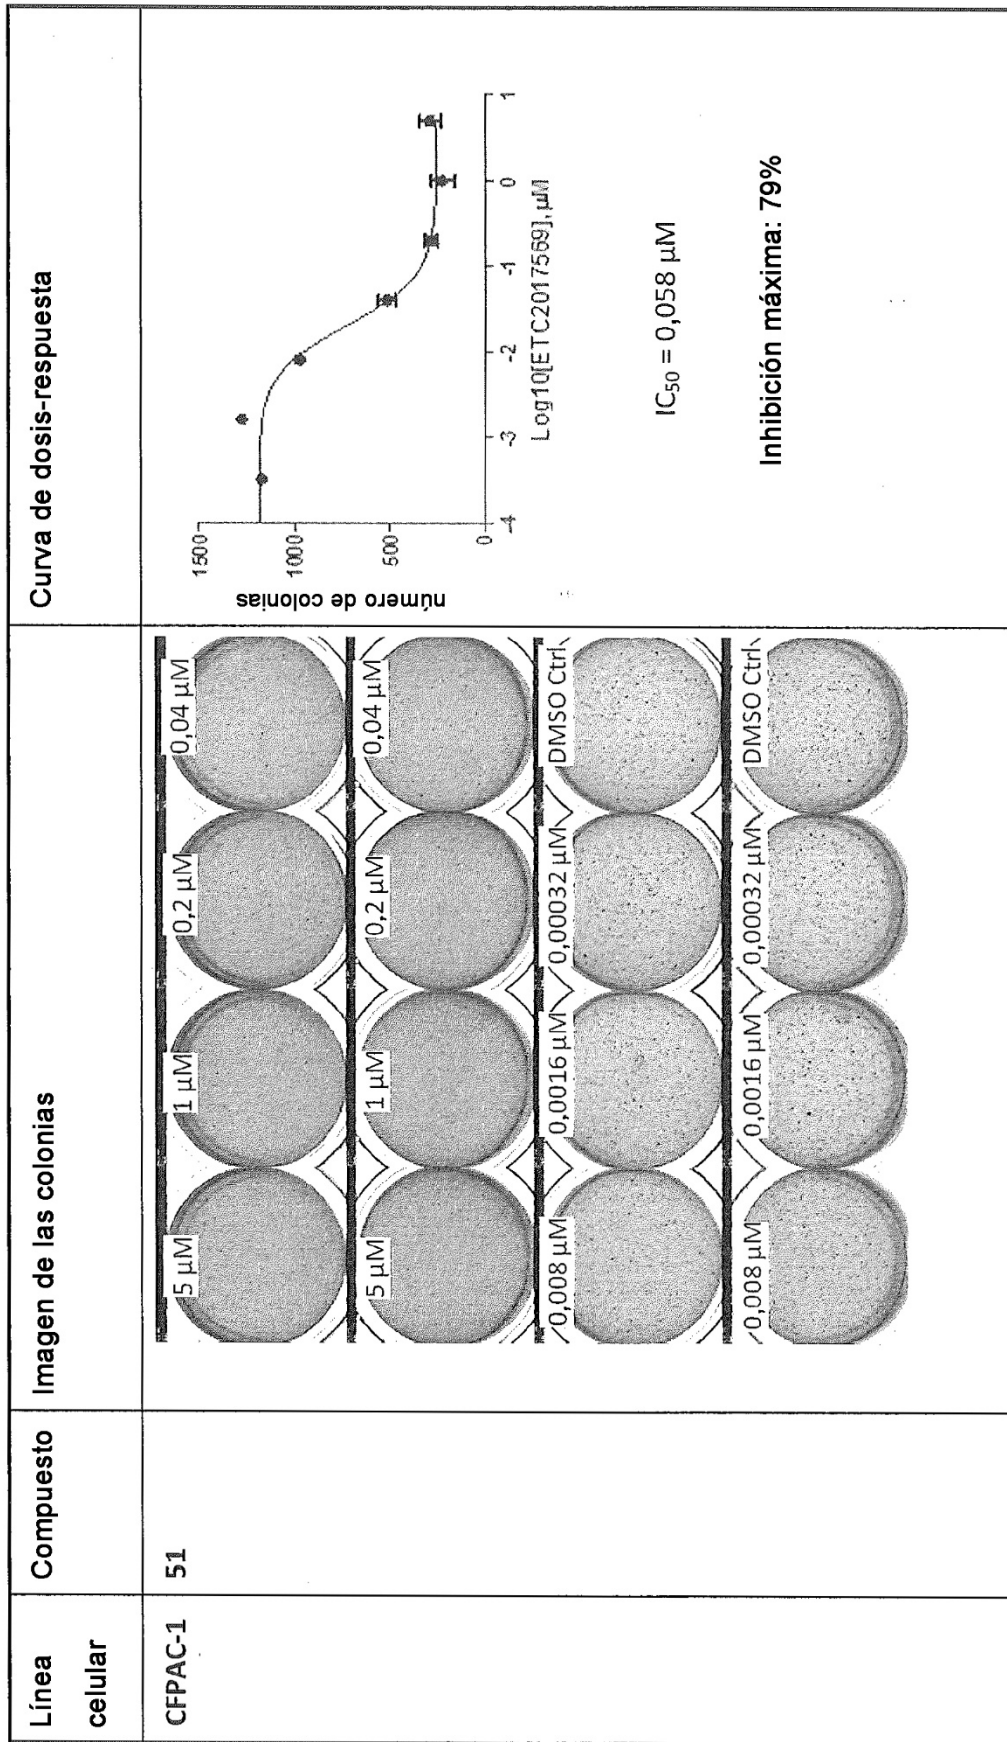 Línea celular
Compuesto
Imagen de las colonias
Curva de dosis-respuesta
CFPAC-1
51
5 µM
1 µM
0,2 µM
0,04 µM
5 µM
1 µM
0,2 µM
0,04 µM
0,008 µM
0,0016 µM
0,00032 µM
DMSO Ctrl
0,008 µM
0,0016 µM
0,00032 µM
DMSO Ctrl
número de colonias
1500
1000
500
0
-4
-3
-2
-1
0
1
Log10[ETC2017569], µM
IC50 = 0,058 µM
Inhibición máxima: 79%